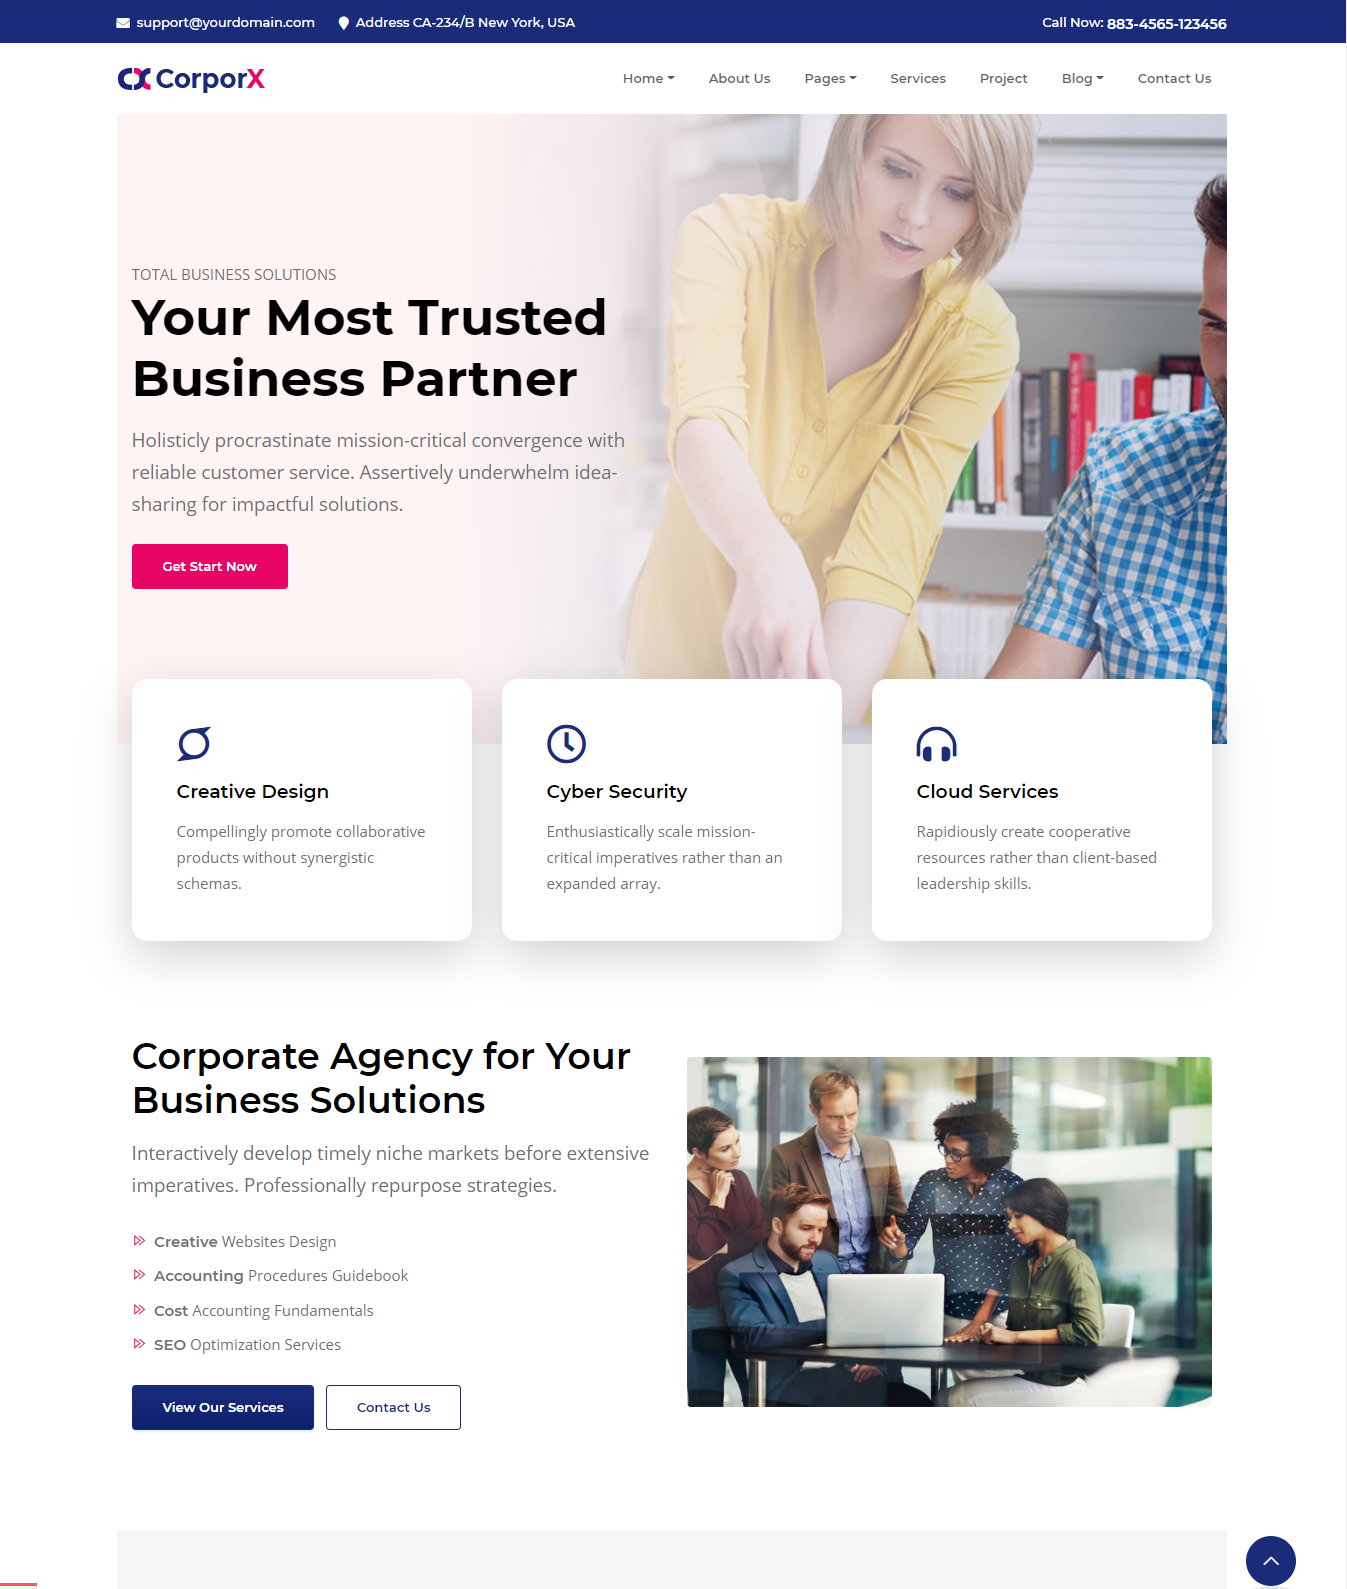 support@yourdomain.com Address CA-234/B New York, USA Call Now: 883-4565-123456
CorporX Home About Us Pages Services Project Blog Contact Us
TOTAL BUSINESS SOLUTIONS
Your Most Trusted
Business Partner
Holisticly procrastinate mission-critical convergence with
reliable customer service. Assertively underwhelm idea-
sharing for impactful solutions.
Get Start Now
Creative Design
Compellingly promote collaborative
products without synergistic
schemas.
Cyber Security
Enthusiastically scale mission-
critical imperatives rather than an
expanded array.
Cloud Services
Rapidiously create cooperative
resources rather than client-based
leadership skills.
Corporate Agency for Your
Business Solutions
Interactively develop timely niche markets before extensive
imperatives. Professionally repurpose strategies.
Creative Websites Design
Accounting Procedures Guidebook
Cost Accounting Fundamentals
SEO Optimization Services
View Our Services Contact Us